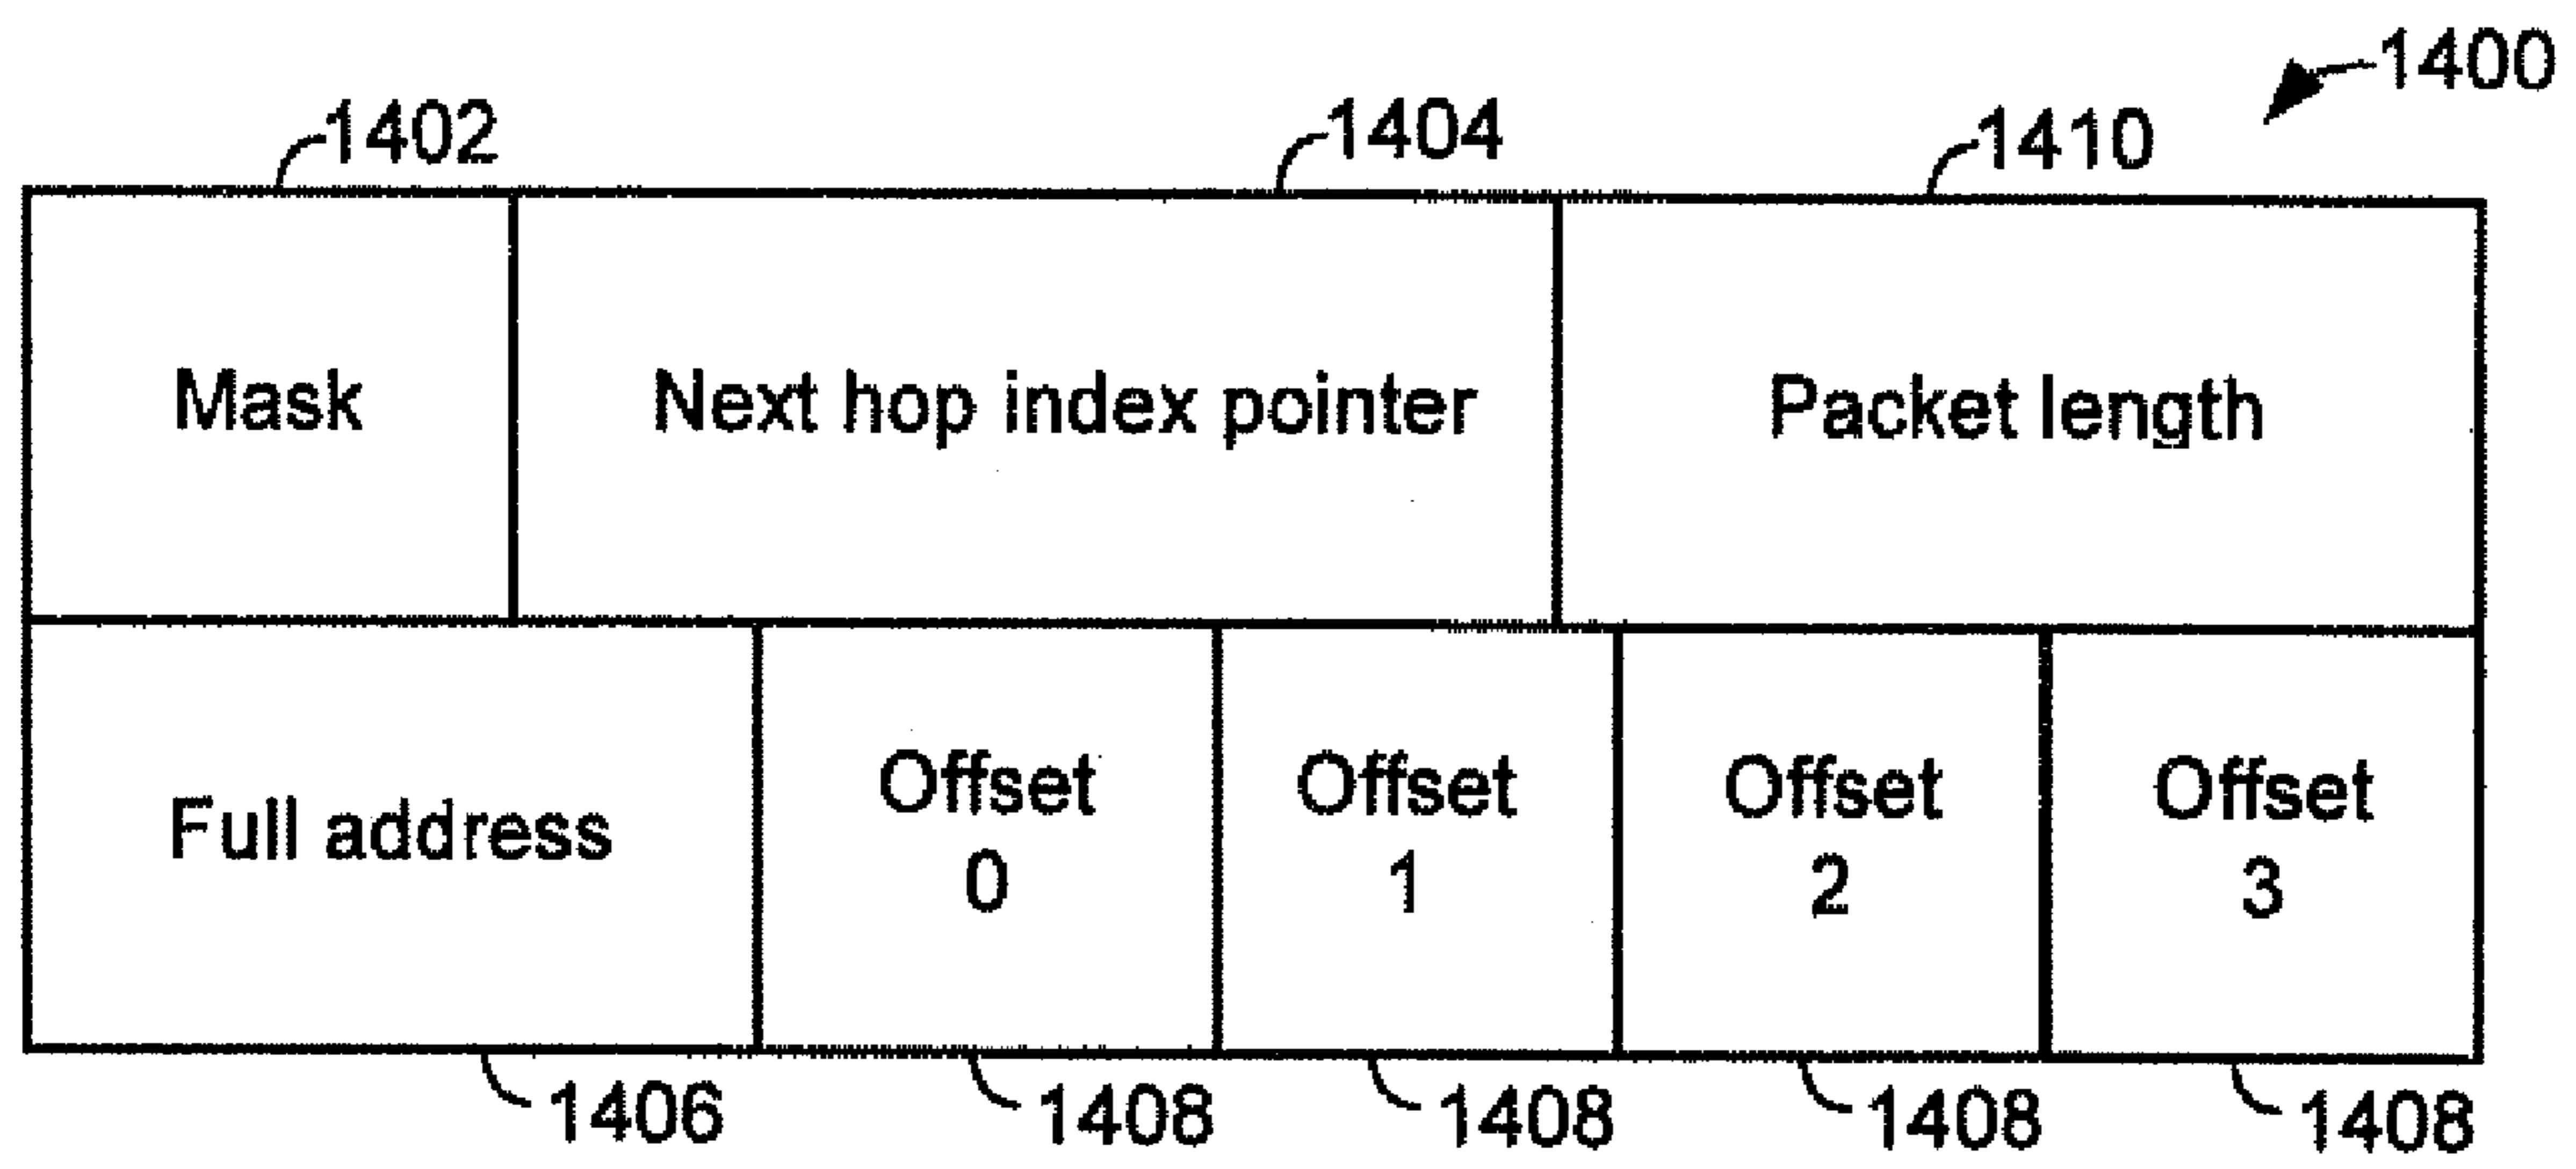 1400
1402
1404
1410
Mask
Next hop index pointer
Packet length
Full address
Offset
0
Offset
1
Offset
2
Offset
3
1406
1408
1408
1408
1408